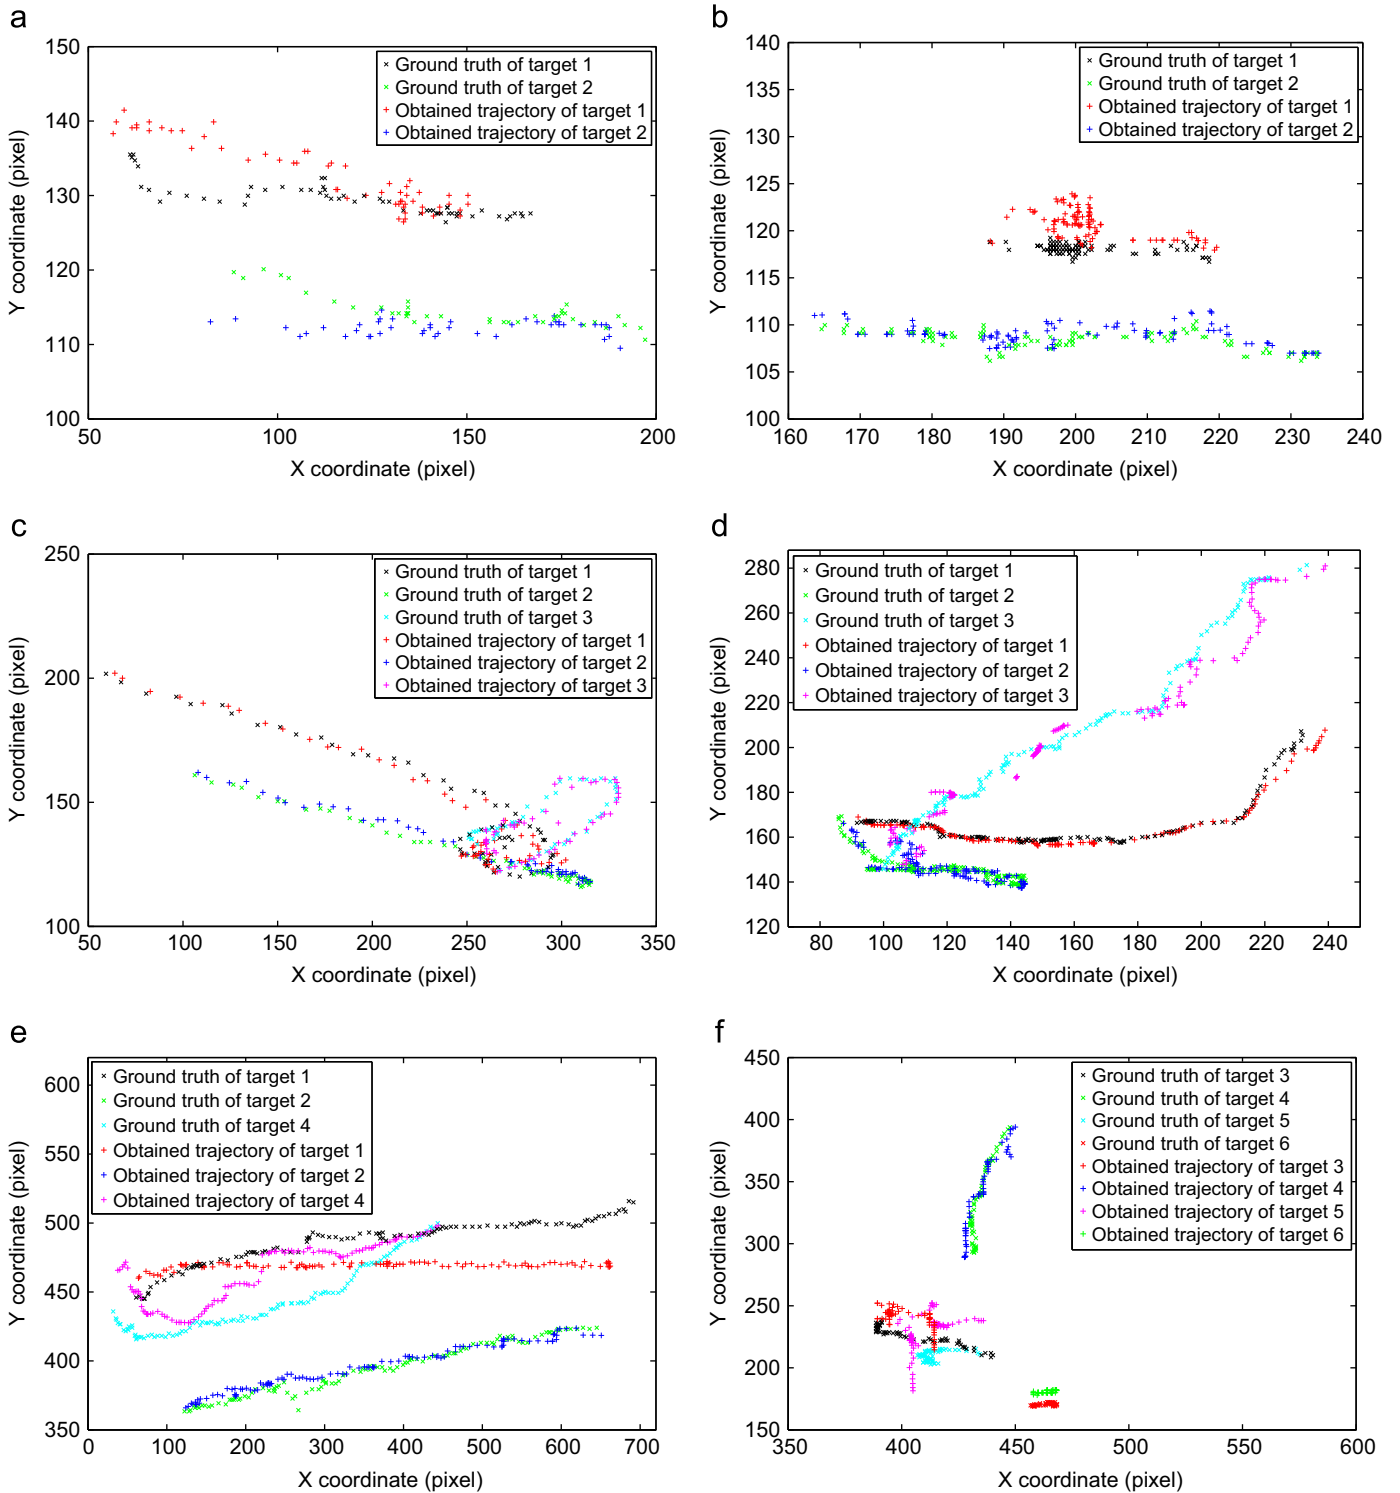 a
150
140
130
120
110
100
50
100
150
200
Y coordinate (pixel)
X coordinate (pixel)
Ground truth of target 1
Ground truth of target 2
Obtained trajectory of target 1
Obtained trajectory of target 2
b
140
135
130
125
120
115
110
105
100
160
170
180
190
200
210
220
230
240
Y coordinate (pixel)
X coordinate (pixel)
Ground truth of target 1
Ground truth of target 2
Obtained trajectory of target 1
Obtained trajectory of target 2
c
250
200
150
100
50
100
150
200
250
300
350
Y coordinate (pixel)
X coordinate (pixel)
Ground truth of target 1
Ground truth of target 2
Ground truth of target 3
Obtained trajectory of target 1
Obtained trajectory of target 2
Obtained trajectory of target 3
d
280
260
240
220
200
180
160
140
120
80
100
120
140
160
180
200
220
240
Y coordinate (pixel)
X coordinate (pixel)
Ground truth of target 1
Ground truth of target 2
Ground truth of target 3
Obtained trajectory of target 1
Obtained trajectory of target 2
Obtained trajectory of target 3
e
600
550
500
450
400
350
0
100
200
300
400
500
600
700
Y coordinate (pixel)
X coordinate (pixel)
Ground truth of target 1
Ground truth of target 2
Ground truth of target 4
Obtained trajectory of target 1
Obtained trajectory of target 2
Obtained trajectory of target 4
f
450
400
350
300
250
200
150
350
400
450
500
550
600
Y coordinate (pixel)
X coordinate (pixel)
Ground truth of target 3
Ground truth of target 4
Ground truth of target 5
Ground truth of target 6
Obtained trajectory of target 3
Obtained trajectory of target 4
Obtained trajectory of target 5
Obtained trajectory of target 6